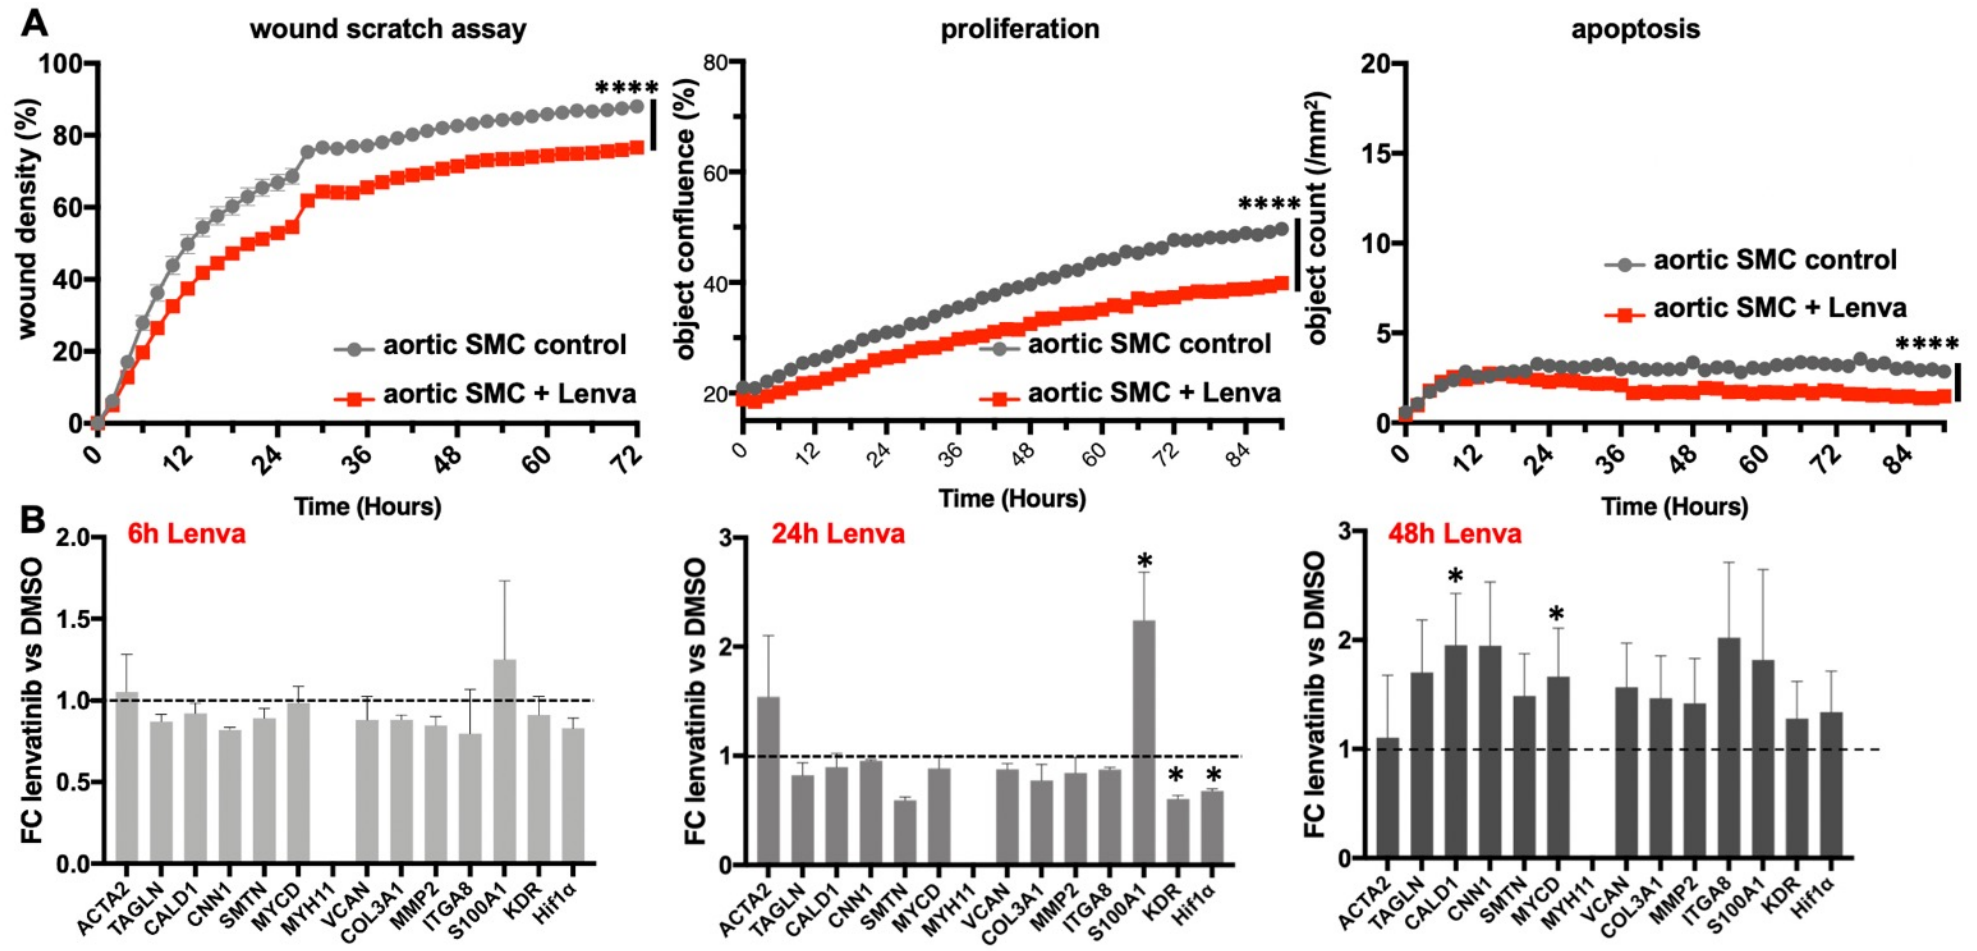 A
wound scratch assay
proliferation
apoptosis
wound density (%)
100
80
60
40
20
0
****
aortic SMC control
aortic SMC + Lenva
0 12 24 36 48 60 72
Time (Hours)
object confluence (%)
80
60
40
20
****
aortic SMC control
aortic SMC + Lenva
0 12 24 36 48 60 72 84
Time (Hours)
object count (/mm²)
20
15
10
5
0
aortic SMC control
aortic SMC + Lenva
****
0 12 24 36 48 60 72 84
Time (Hours)
B
6h Lenva
FC lenvatinib vs DMSO
2.0
1.5
1.0
0.5
0.0
ACTA2 TAGLN CALD1 CNN1 SMTN MYCD MYH11 VCAN COL3A1 MMP2 ITGA8 S100A1 KDR Hif1α
24h Lenva
FC lenvatinib vs DMSO
3
2
1
0
*
* *
ACTA2 TAGLN CALD1 CNN1 SMTN MYCD MYH11 VCAN COL3A1 MMP2 ITGA8 S100A1 KDR Hif1α
48h Lenva
FC lenvatinib vs DMSO
3
2
1
0
*
*
ACTA2 TAGLN CALD1 CNN1 SMTN MYCD MYH11 VCAN COL3A1 MMP2 ITGA8 S100A1 KDR Hif1α